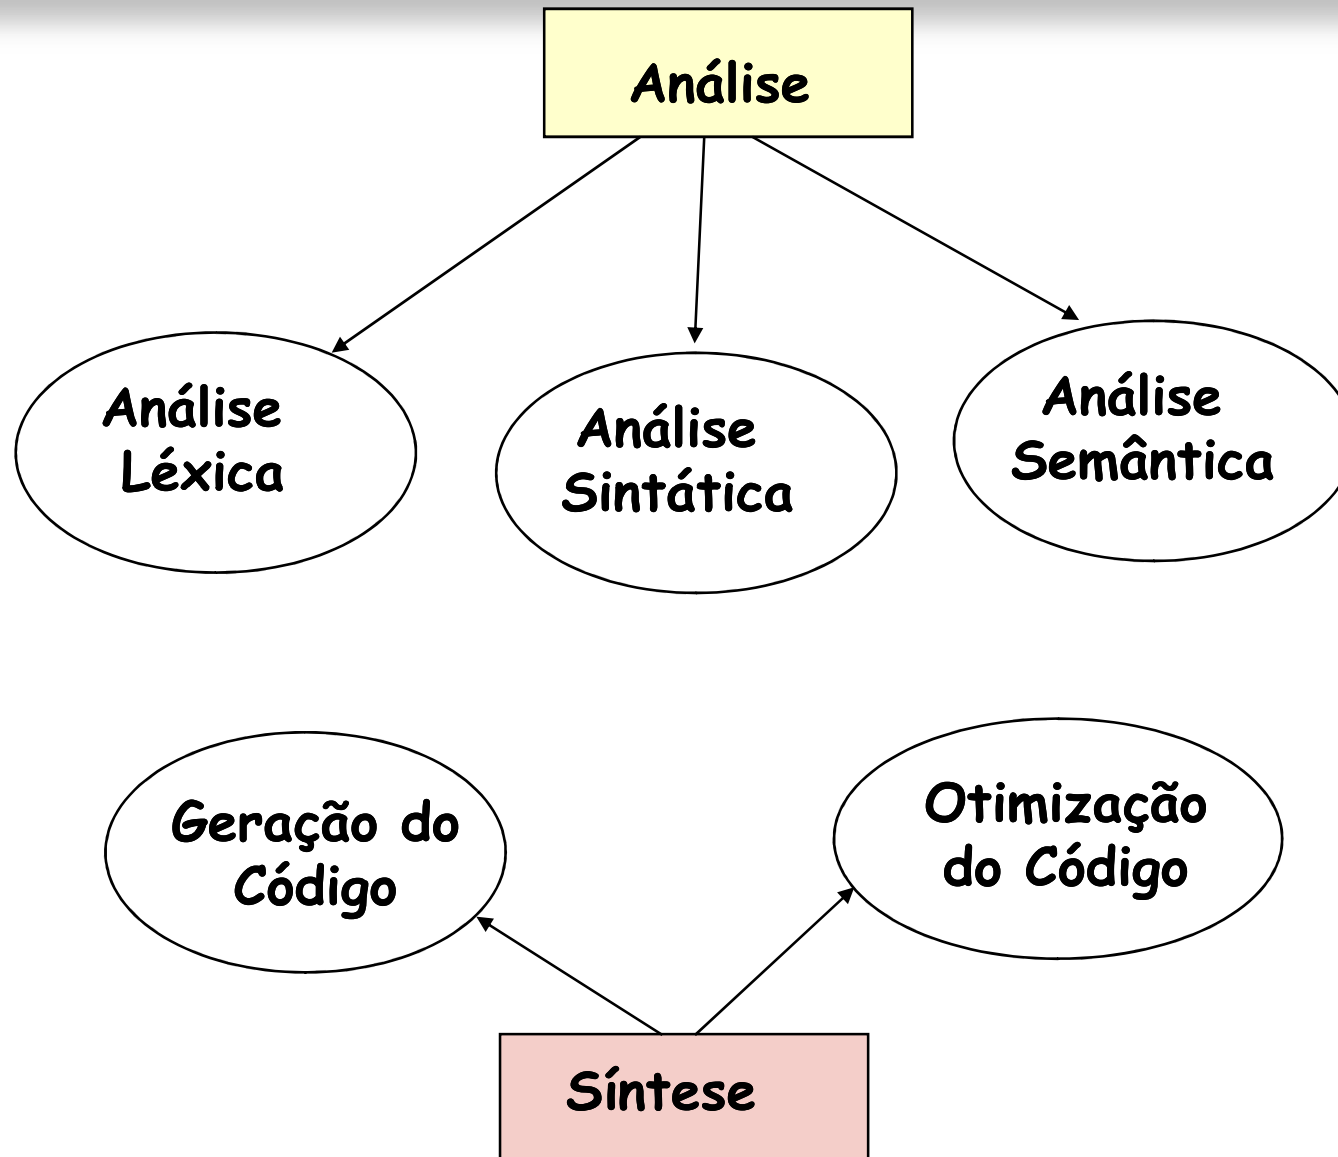 Análise
Análise
Léxica
Análise
Sintática
Análise
Semântica
Geração do
Código
Otimização
do Código
Síntese